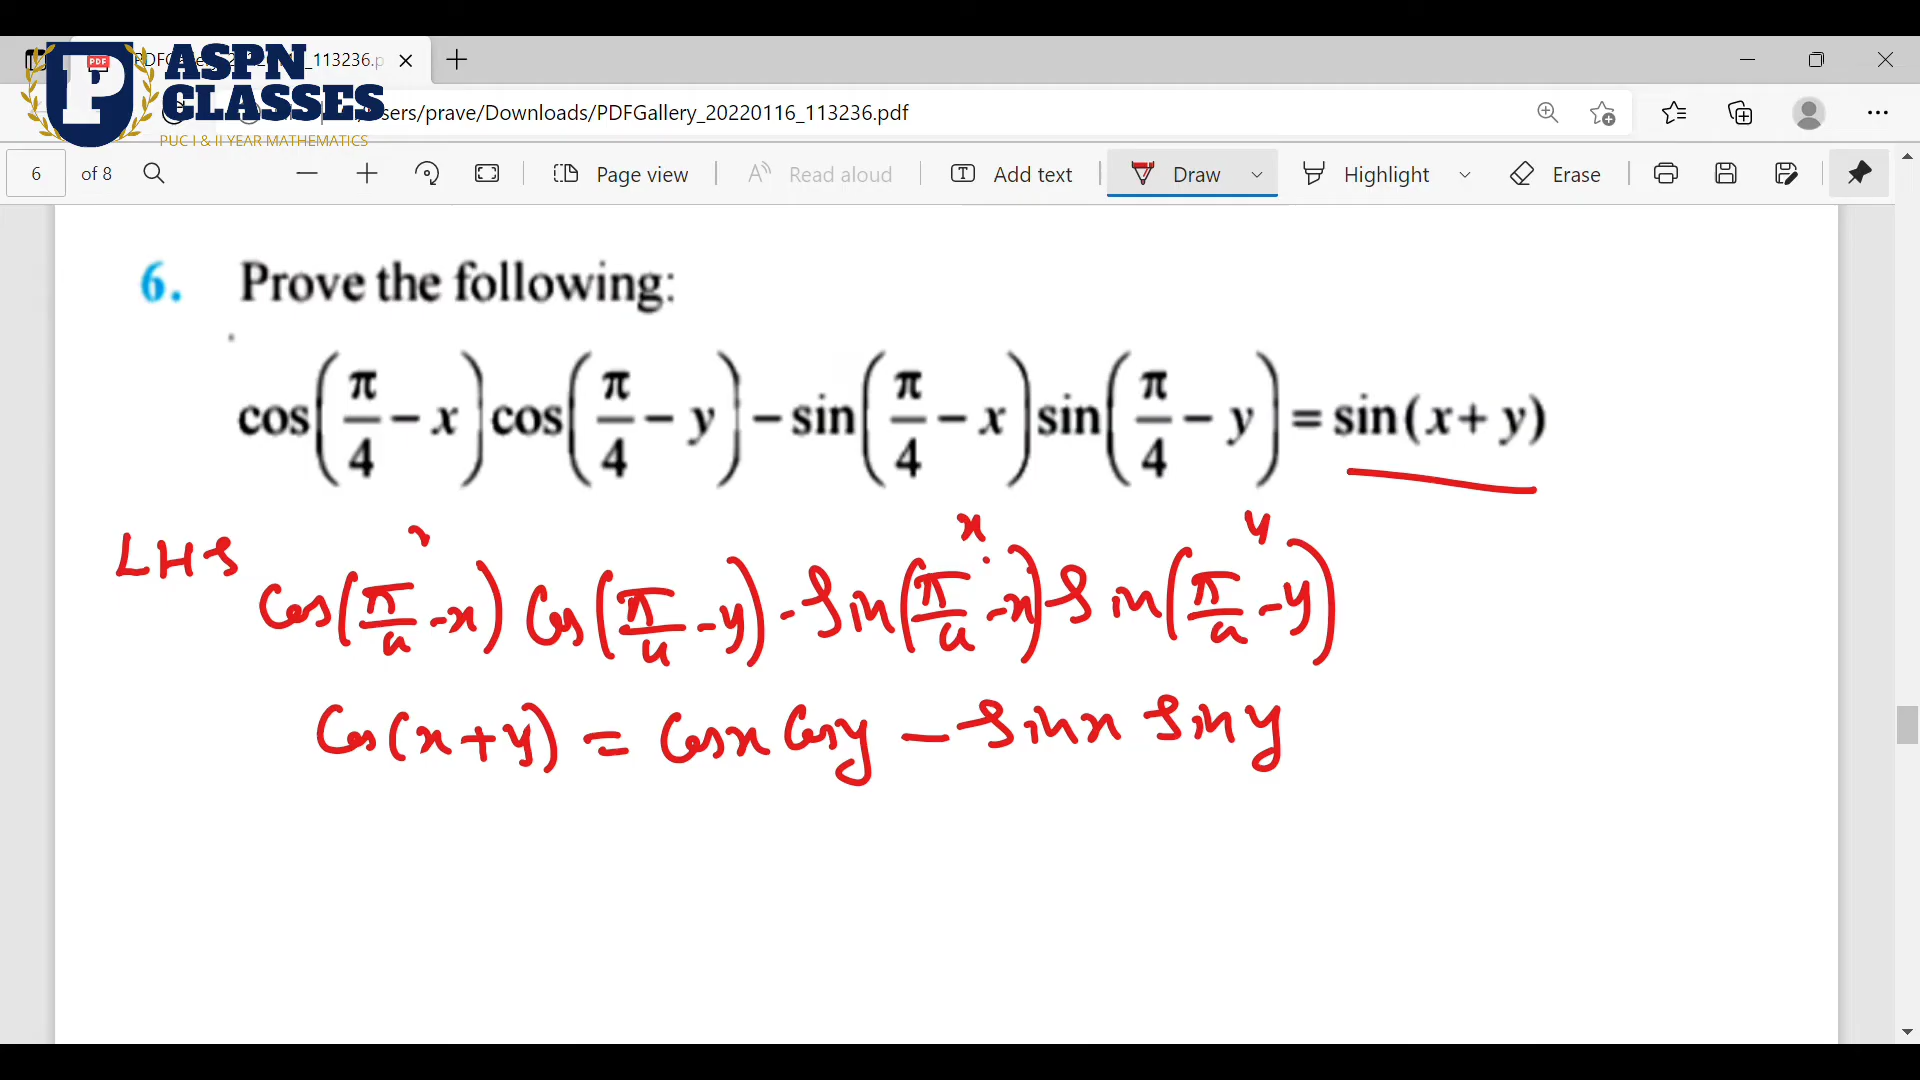 ASPN
CLASSES
PUC I & II YEAR MATHEMATICS
_113236.p
sers/prave/Downloads/PDFGallery_20220116_113236.pdf
6 of 8 Page view Read aloud Add text Draw Highlight Erase
6. Prove the following:
cos(π/4 − x) cos(π/4 − y) − sin(π/4 − x) sin(π/4 − y) = sin(x + y)
x y
LHS
Cos(π/4 -x) Cos(π/4 -y) - Sin(π/4 -x) Sin(π/4 -y)
Cos(x+y) = Cosx Cosy - Sinx Siny